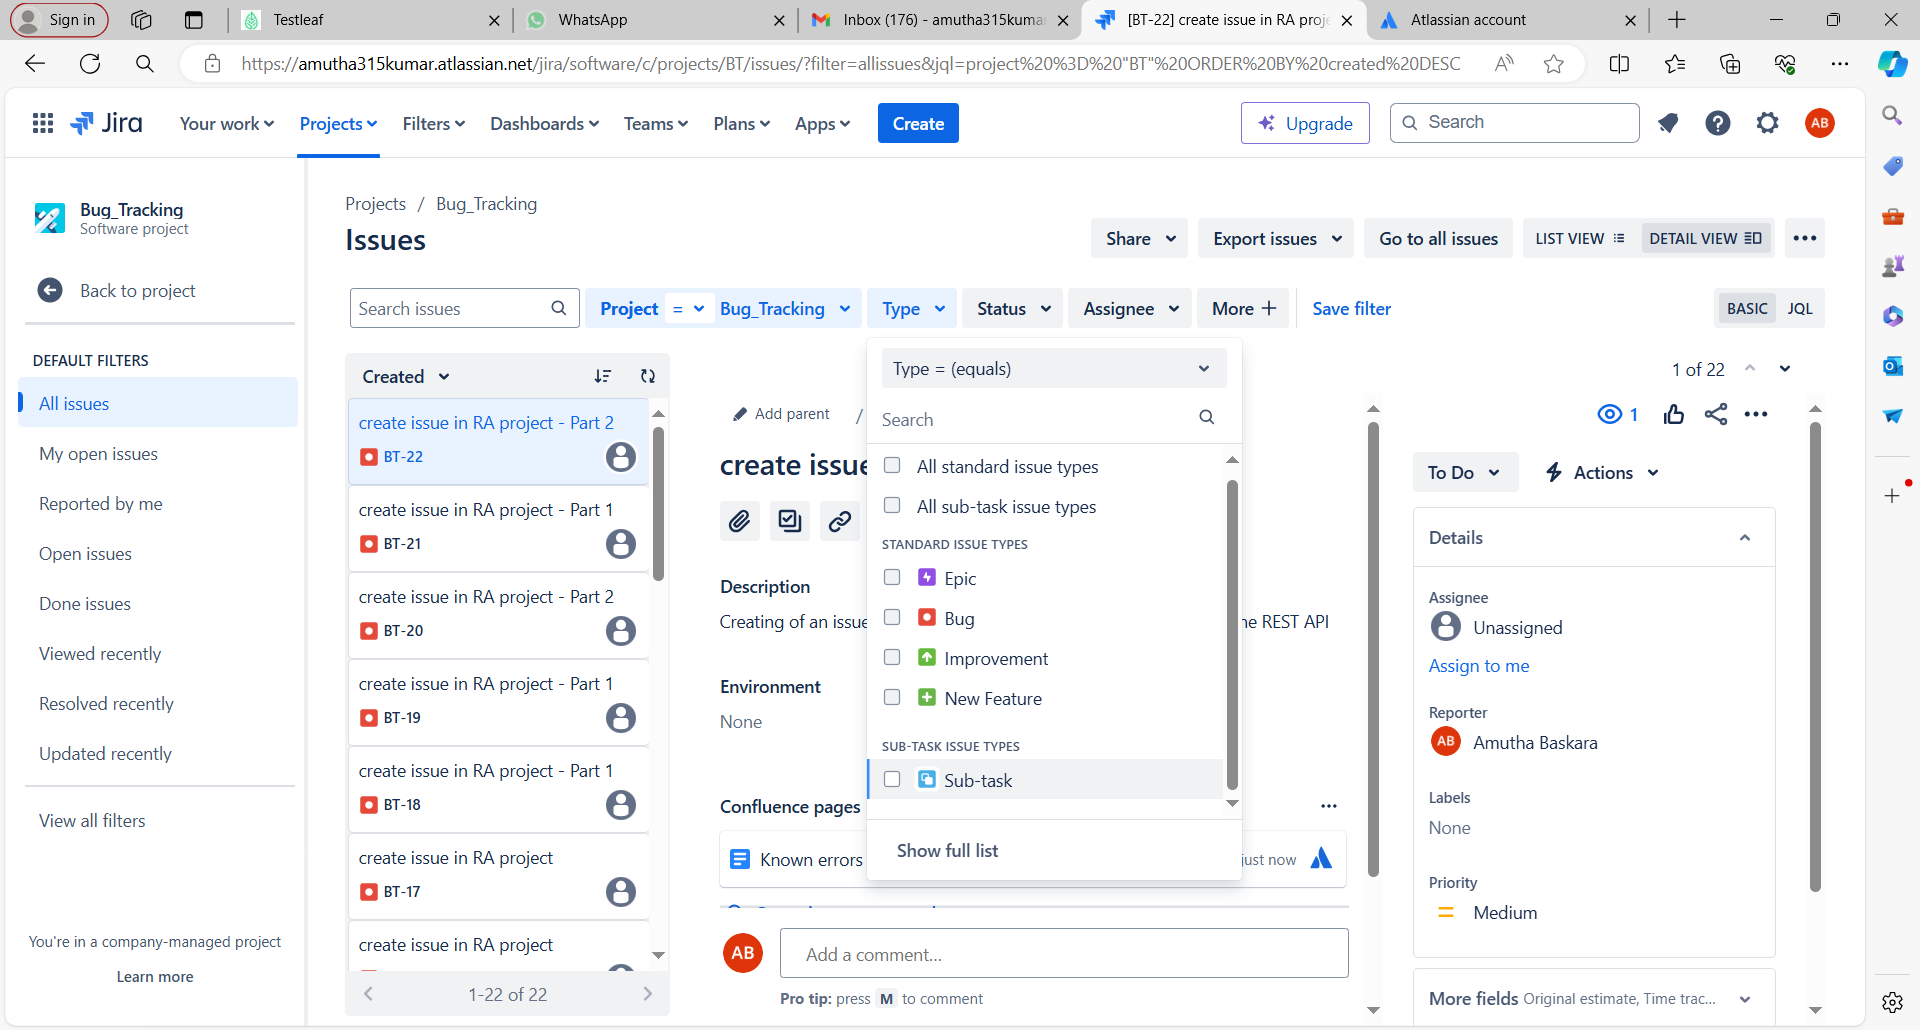 Sign in
Testleaf
WhatsApp
Inbox (176) - amutha315kumar
[BT-22] create issue in RA proje
Atlassian account
https://amutha315kumar.atlassian.net/jira/software/c/projects/BT/issues/?filter=allissues&jql=project%20%3D%20"BT"%20ORDER%20BY%20created%20DESC
Jira
Your work
Projects
Filters
Dashboards
Teams
Plans
Apps
Create
Upgrade
Search
AB
Bug_Tracking
Software project
Back to project
DEFAULT FILTERS
All issues
My open issues
Reported by me
Open issues
Done issues
Viewed recently
Resolved recently
Updated recently
View all filters
You're in a company-managed project
Learn more
Projects / Bug_Tracking
Issues
Share
Export issues
Go to all issues
LIST VIEW
DETAIL VIEW
Search issues
Project = Bug_Tracking
Type
Status
Assignee
More +
Save filter
BASIC
JQL
Created
create issue in RA project - Part 2
BT-22
create issue in RA project - Part 1
BT-21
create issue in RA project - Part 2
BT-20
create issue in RA project - Part 1
BT-19
create issue in RA project - Part 1
BT-18
create issue in RA project
BT-17
create issue in RA project
1-22 of 22
Add parent /
create issue
Description
Creating of an issue
he REST API
Environment
None
Confluence pages
Known errors
just now
AB
Add a comment...
Pro tip: press M to comment
Type = (equals)
Search
All standard issue types
All sub-task issue types
STANDARD ISSUE TYPES
Epic
Bug
Improvement
New Feature
SUB-TASK ISSUE TYPES
Sub-task
Show full list
1 of 22
1
To Do
Actions
Details
Assignee
Unassigned
Assign to me
Reporter
AB Amutha Baskara
Labels
None
Priority
Medium
More fields Original estimate, Time trac...